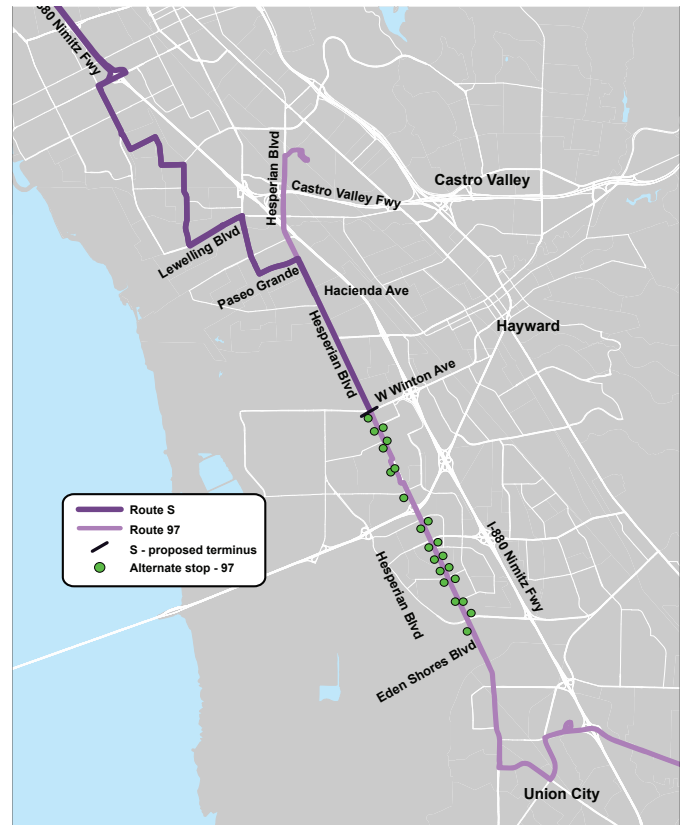 I-880 Nimitz Fwy
Hesperian Blvd
Castro Valley
Castro Valley Fwy
Lewelling Blvd
Paseo Grande
Hacienda Ave
Hesperian Blvd
Hayward
W Winton Ave
Route S
Route 97
S - proposed terminus
Alternate stop - 97
I-880 Nimitz Fwy
Hesperian Blvd
Eden Shores Blvd
Union City